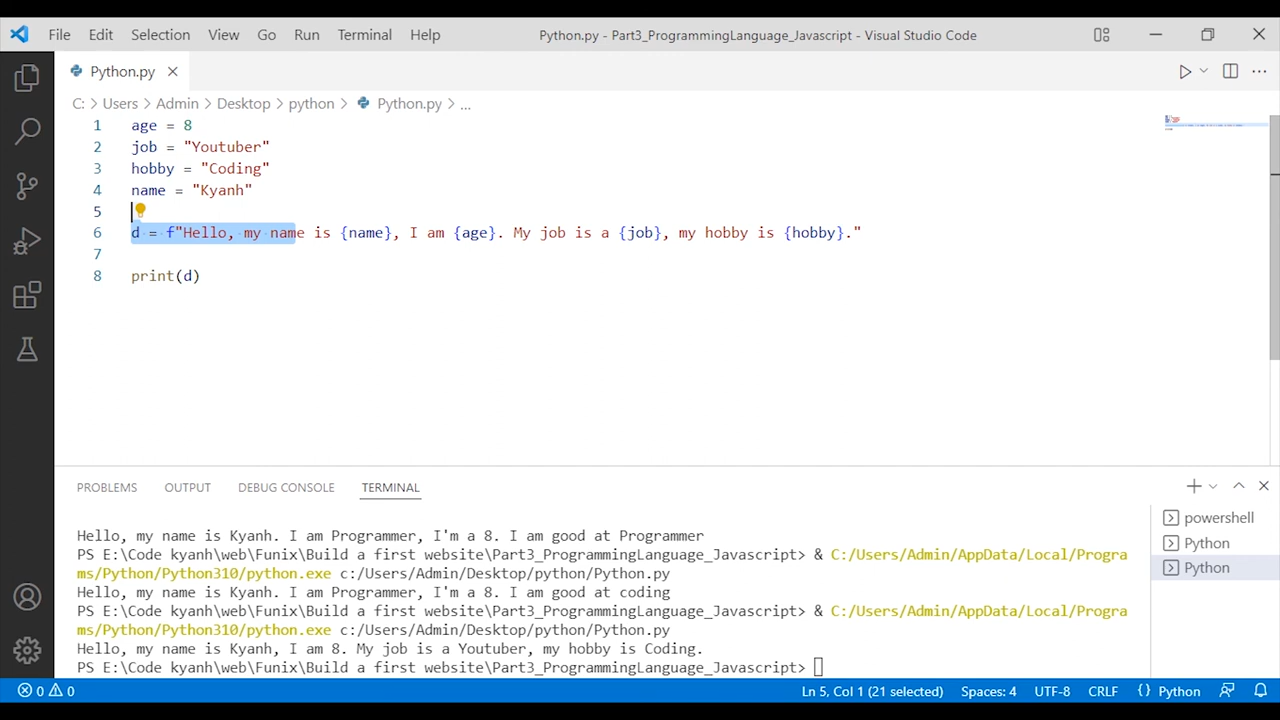 File Edit Selection View Go Run Terminal Help Python.py - Part3_ProgrammingLanguage_Javascript - Visual Studio Code
Python.py
C: > Users > Admin > Desktop > python > Python.py > ...
1 age = 8
2 job = "Youtuber"
3 hobby = "Coding"
4 name = "Kyanh"
5
6 d = f"Hello, my name is {name}, I am {age}. My job is a {job}, my hobby is {hobby}."
7
8 print(d)
PROBLEMS OUTPUT DEBUG CONSOLE TERMINAL
Hello, my name is Kyanh. I am Programmer, I'm a 8. I am good at Programmer
PS E:\Code kyanh\web\Funix\Build a first website\Part3_ProgrammingLanguage_Javascript> & C:/Users/Admin/AppData/Local/Progra
ms/Python/Python310/python.exe c:/Users/Admin/Desktop/python/Python.py
Hello, my name is Kyanh. I am Programmer, I'm a 8. I am good at coding
PS E:\Code kyanh\web\Funix\Build a first website\Part3_ProgrammingLanguage_Javascript> & C:/Users/Admin/AppData/Local/Progra
ms/Python/Python310/python.exe c:/Users/Admin/Desktop/python/Python.py
Hello, my name is Kyanh, I am 8. My job is a Youtuber, my hobby is Coding.
PS E:\Code kyanh\web\Funix\Build a first website\Part3_ProgrammingLanguage_Javascript>
powershell
Python
Python
0 0 Ln 5, Col 1 (21 selected) Spaces: 4 UTF-8 CRLF {} Python